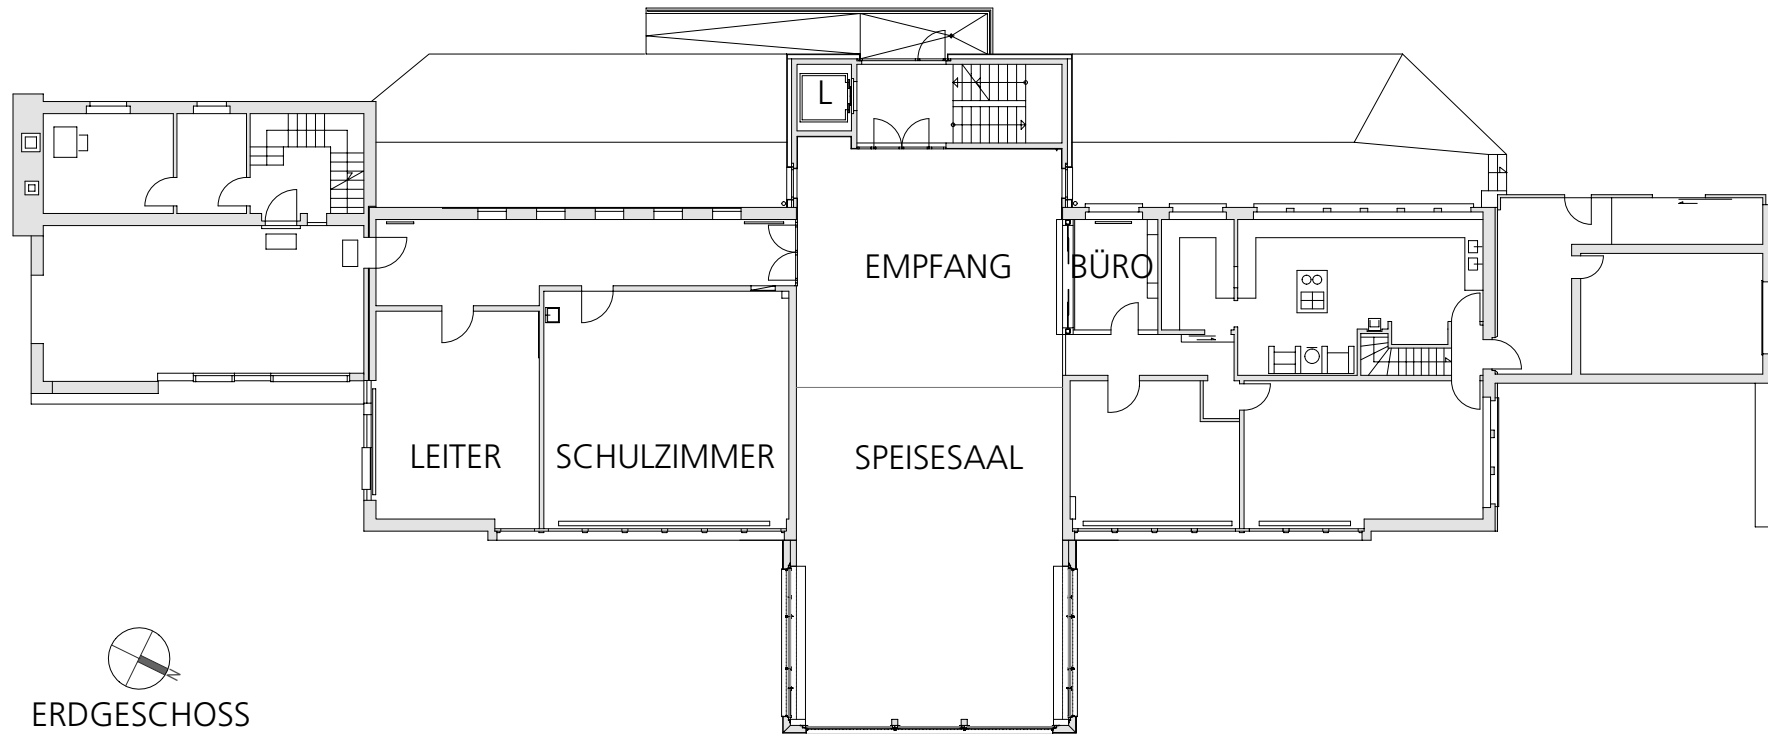 L
EMPFANG
BÜRO
LEITER
SCHULZIMMER
SPEISESAAL
N
ERDGESCHOSS